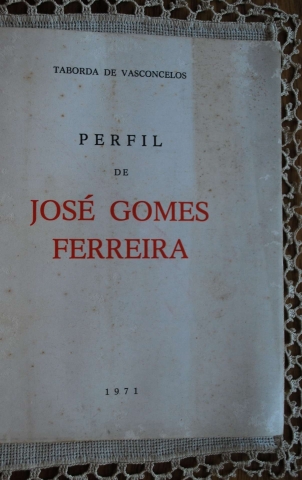 TABORDA DE VASCONCELOS
PERFIL
DE
JOSÉ GOMES
FERREIRA
1971